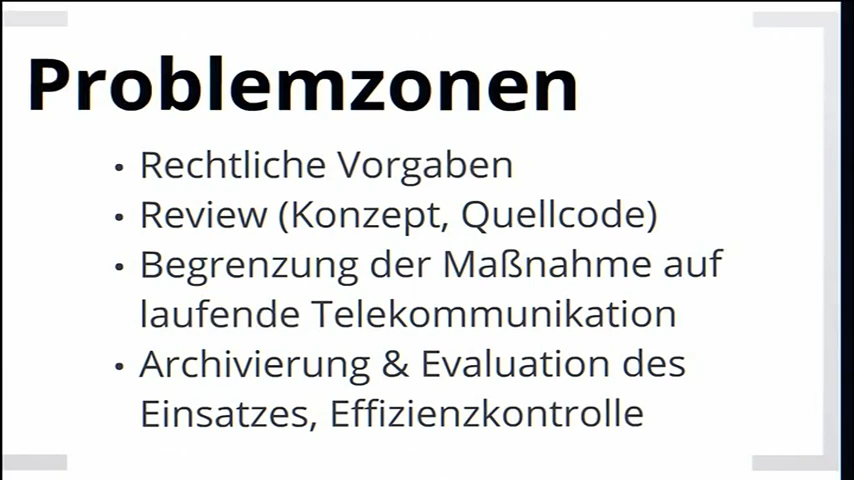 Problemzonen
• Rechtliche Vorgaben
• Review (Konzept, Quellcode)
• Begrenzung der Maßnahme auf
laufende Telekommunikation
• Archivierung & Evaluation des
Einsatzes, Effizienzkontrolle